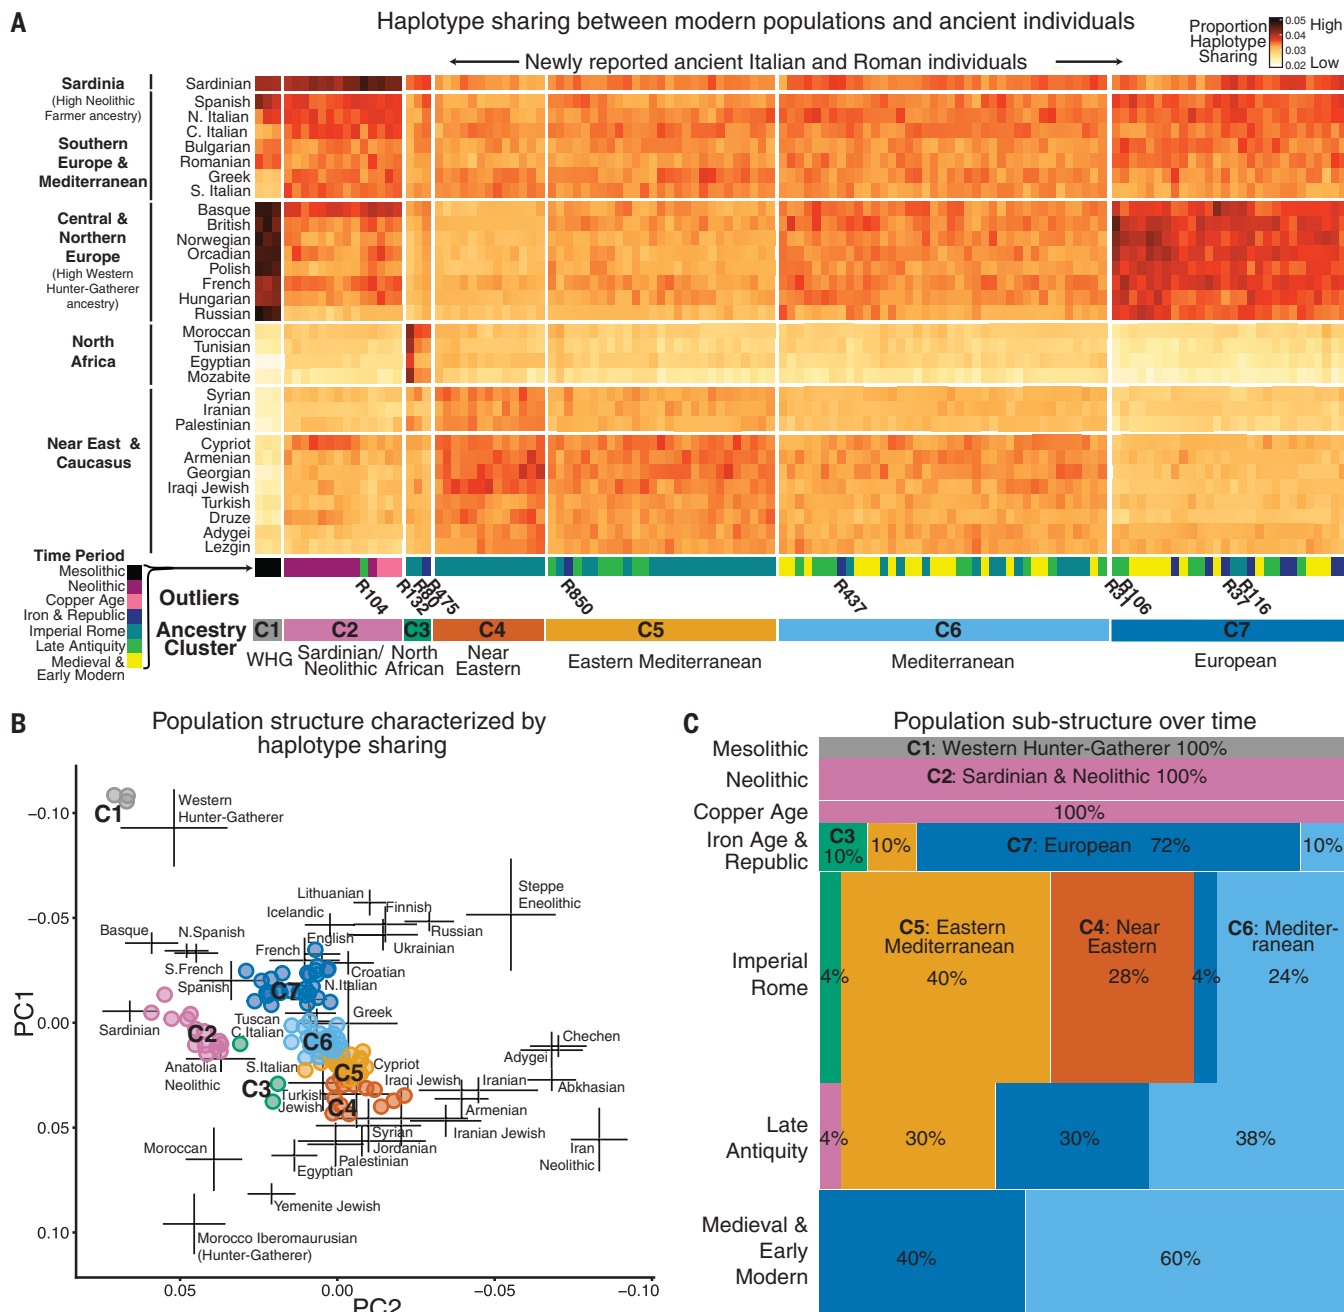 A
Haplotype sharing between modern populations and ancient individuals
Proportion
Haplotype
Sharing
0.05
0.04
0.03
0.02
High
Low
Newly reported ancient Italian and Roman individuals
Sardinia
(High Neolithic
Farmer ancestry)
Southern
Europe &
Mediterranean
Central &
Northern
Europe
(High Western
Hunter-Gatherer
ancestry)
North
Africa
Near East &
Caucasus
Sardinian
Spanish
N. Italian
C. Italian
Bulgarian
Romanian
Greek
S. Italian
Basque
British
Norwegian
Orcadian
Polish
French
Hungarian
Russian
Moroccan
Tunisian
Egyptian
Mozabite
Syrian
Iranian
Palestinian
Cypriot
Armenian
Georgian
Iraqi Jewish
Turkish
Druze
Adygei
Lezgin
Time Period
Mesolithic
Neolithic
Copper Age
Iron & Republic
Imperial Rome
Late Antiquity
Medieval &
Early Modern
Outliers
R104
R132
R80
R475
R850
R437
R31
R106
R37
R116
Ancestry
Cluster
C1
C2
C3
C4
C5
C6
C7
WHG
Sardinian/
Neolithic
North
African
Near
Eastern
Eastern Mediterranean
Mediterranean
European
B
Population structure characterized by
haplotype sharing
PC1
−0.10
−0.05
0.00
0.05
0.10
0.05
0.00
-0.05
-0.10
PC2
C1
Western
Hunter-Gatherer
Steppe
Eneolithic
Lithuanian
Finnish
Icelandic
Russian
Basque
N.Spanish
English
Ukrainian
French
S.French
Croatian
Spanish
C7
N.Italian
Sardinian
Tuscan
Greek
C2
C.Italian
C6
Chechen
Adygei
Anatolia
Neolithic
S.Italian
C5
Cypriot
C3
Iraqi Jewish
Iranian
Abkhasian
Turkish
Jewish
C4
Armenian
Syrian
Iranian Jewish
Moroccan
Jordanian
Iran
Neolithic
Palestinian
Egyptian
Yemenite Jewish
Morocco Iberomaurusian
(Hunter-Gatherer)
C
Population sub-structure over time
Mesolithic
C1: Western Hunter-Gatherer 100%
Neolithic
C2: Sardinian & Neolithic 100%
Copper Age
100%
Iron Age &
Republic
C3
10%
10%
C7: European 72%
10%
Imperial
Rome
4%
C5: Eastern
Mediterranean
40%
C4: Near
Eastern
28%
4%
C6: Mediter-
ranean
24%
Late
Antiquity
4%
30%
30%
38%
Medieval &
Early
Modern
40%
60%